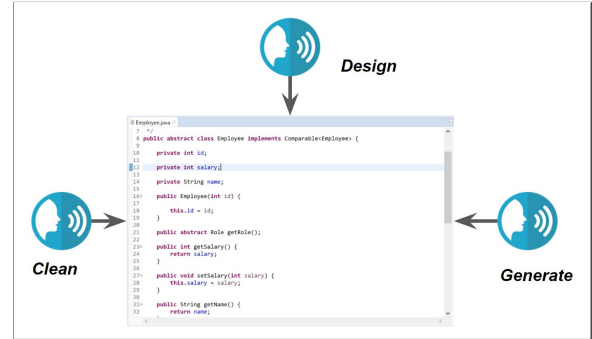 Design
Employee.java
7 */
8 public abstract class Employee implements Comparable<Employee> {
9
10 private int id;
11
12 private int salary;
13
14 private String name;
15
16 public Employee(int id) {
17
18 this.id = id;
19 }
20
21 public abstract Role getRole();
22
23 public int getSalary() {
24 return salary;
25 }
26
27 public void setSalary(int salary) {
28 this.salary = salary;
29 }
30
31 public String getName() {
32 return name;
Clean
Generate